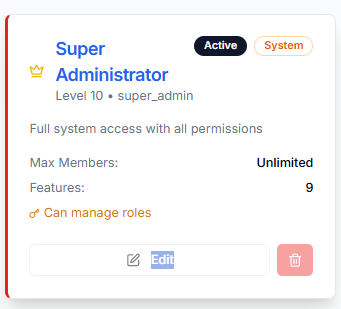 Super Administrator
Active
System
Level 10 • super_admin
Full system access with all permissions
Max Members: Unlimited
Features: 9
Can manage roles
Edit